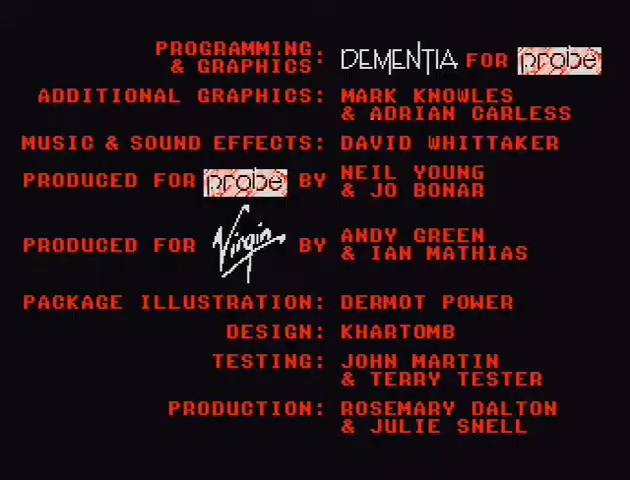 PROGRAMMING & GRAPHICS: DEMENTIA FOR probe
ADDITIONAL GRAPHICS: MARK KNOWLES
& ADRIAN CARLESS
MUSIC & SOUND EFFECTS: DAVID WHITTAKER
PRODUCED FOR probe BY NEIL YOUNG
& JO BONAR
PRODUCED FOR Virgin BY ANDY GREEN
& IAN MATHIAS
PACKAGE ILLUSTRATION: DERMOT POWER
DESIGN: KHARTOMB
TESTING: JOHN MARTIN
& TERRY TESTER
PRODUCTION: ROSEMARY DALTON
& JULIE SNELL